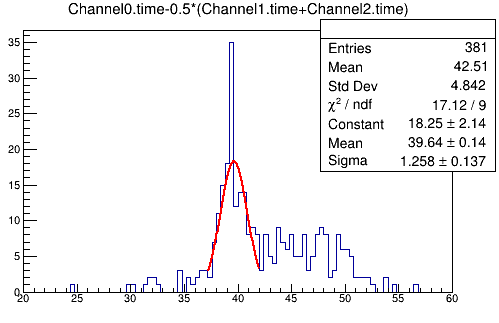 Channel0.time-0.5*(Channel1.time+Channel2.time)
Entries 381
Mean 42.51
Std Dev 4.842
χ² / ndf 17.12 / 9
Constant 18.25 ± 2.14
Mean 39.64 ± 0.14
Sigma 1.258 ± 0.137
35
30
25
20
15
10
5
0
20 25 30 35 40 45 50 55 60